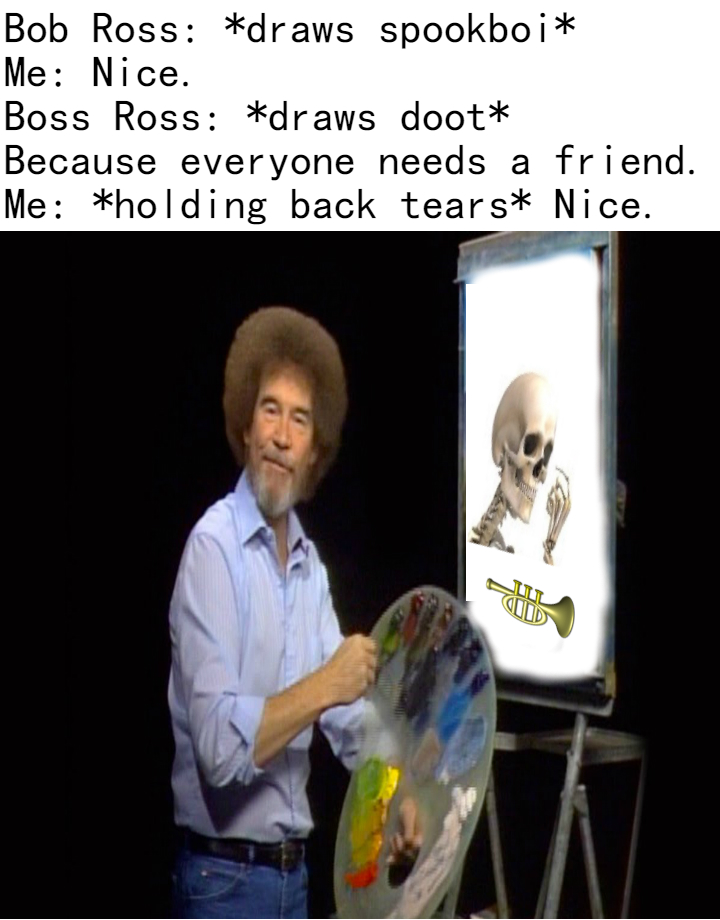 Bob Ross: *draws spookboi*
Me: Nice.
Boss Ross: *draws doot*
Because everyone needs a friend.
Me: *holding back tears* Nice.